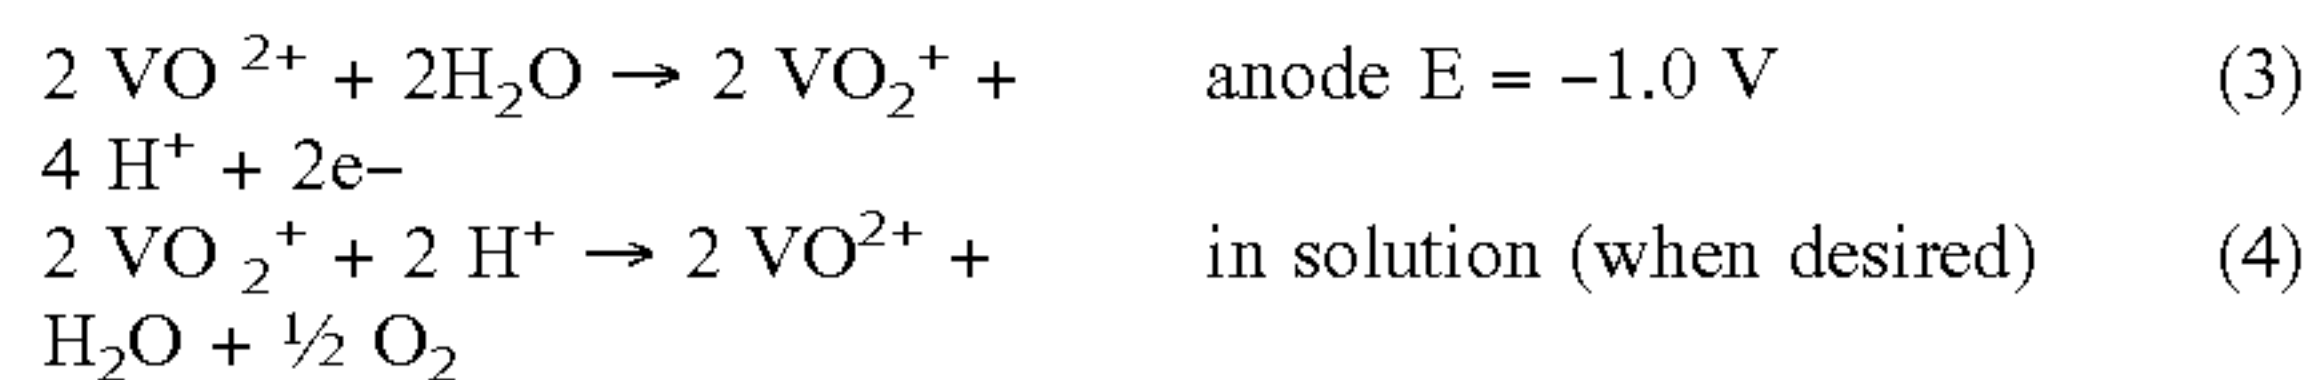 2 VO ²⁺ + 2H₂O → 2 VO₂⁺ + anode E = −1.0 V (3)
4 H⁺ + 2e−
2 VO ₂⁺ + 2 H⁺ → 2 VO²⁺ + in solution (when desired) (4)
H₂O + ½ O₂